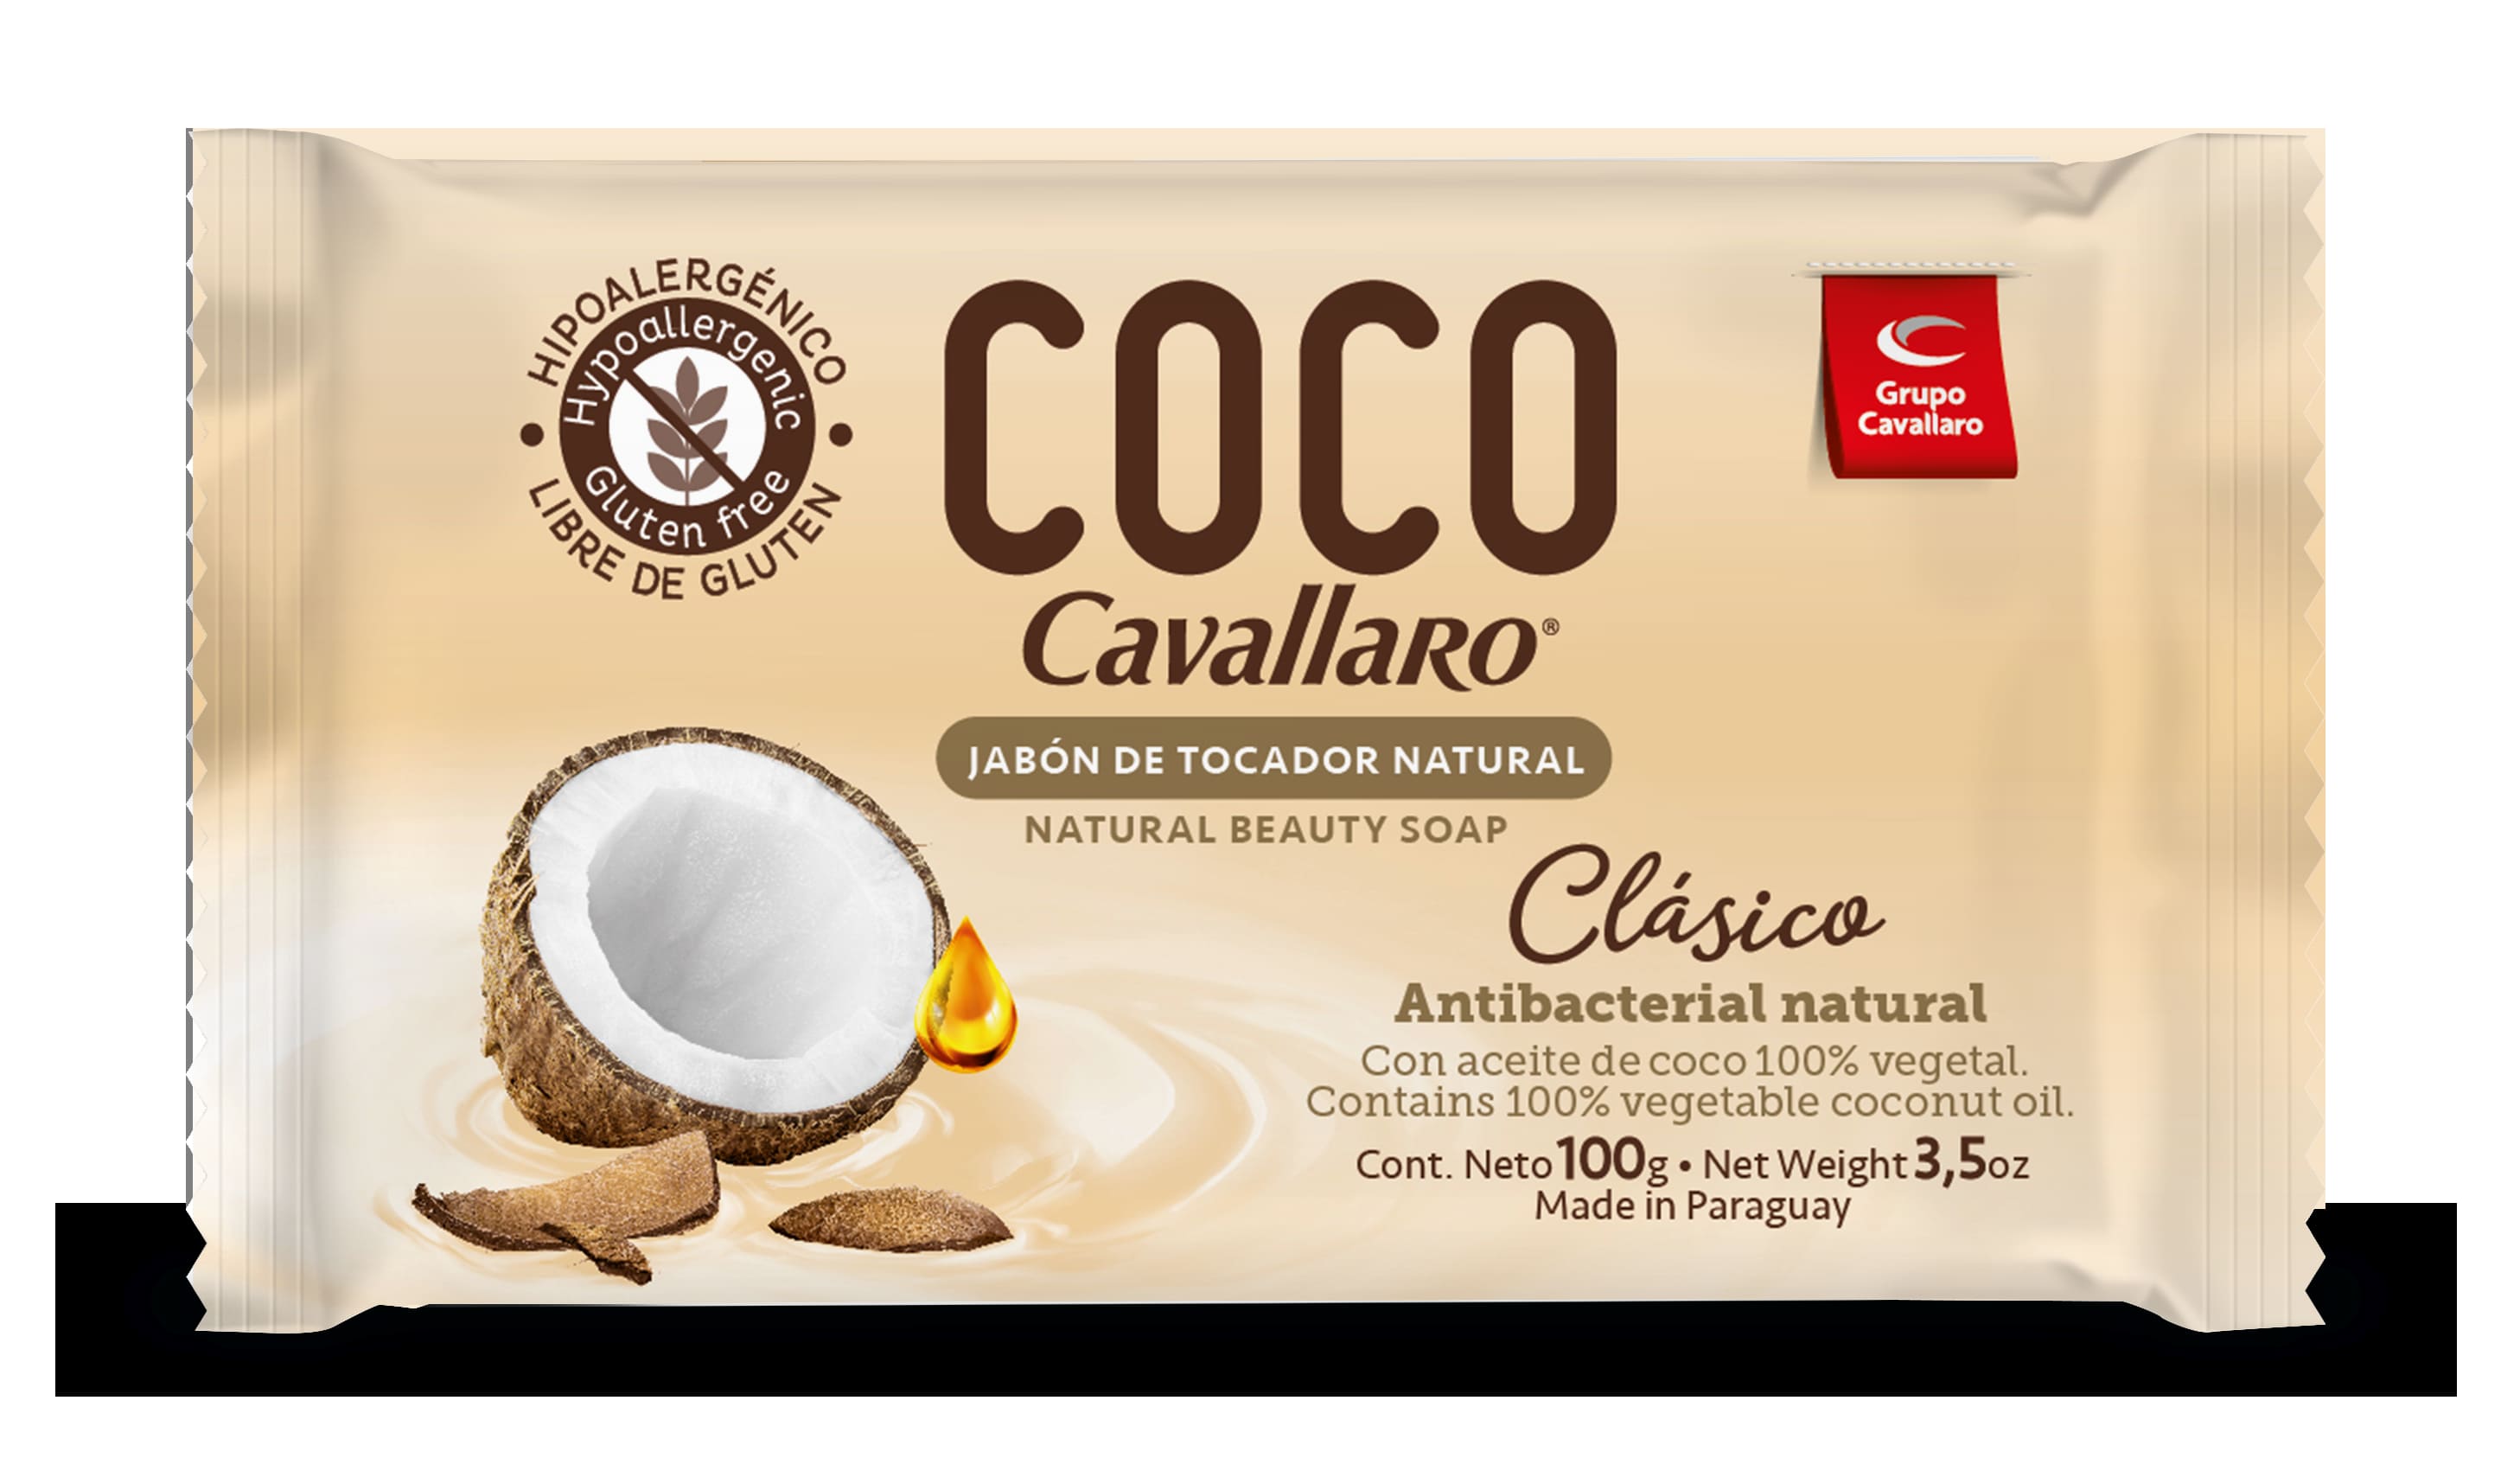 HIPOALERGÉNICO
Hypoallergenic
Gluten free
LIBRE DE GLUTEN
COCO
Cavallaro®
Grupo
Cavallaro
JABÓN DE TOCADOR NATURAL
NATURAL BEAUTY SOAP
Clásico
Antibacterial natural
Con aceite de coco 100% vegetal.
Contains 100% vegetable coconut oil.
Cont. Neto 100g • Net Weight 3,5oz
Made in Paraguay